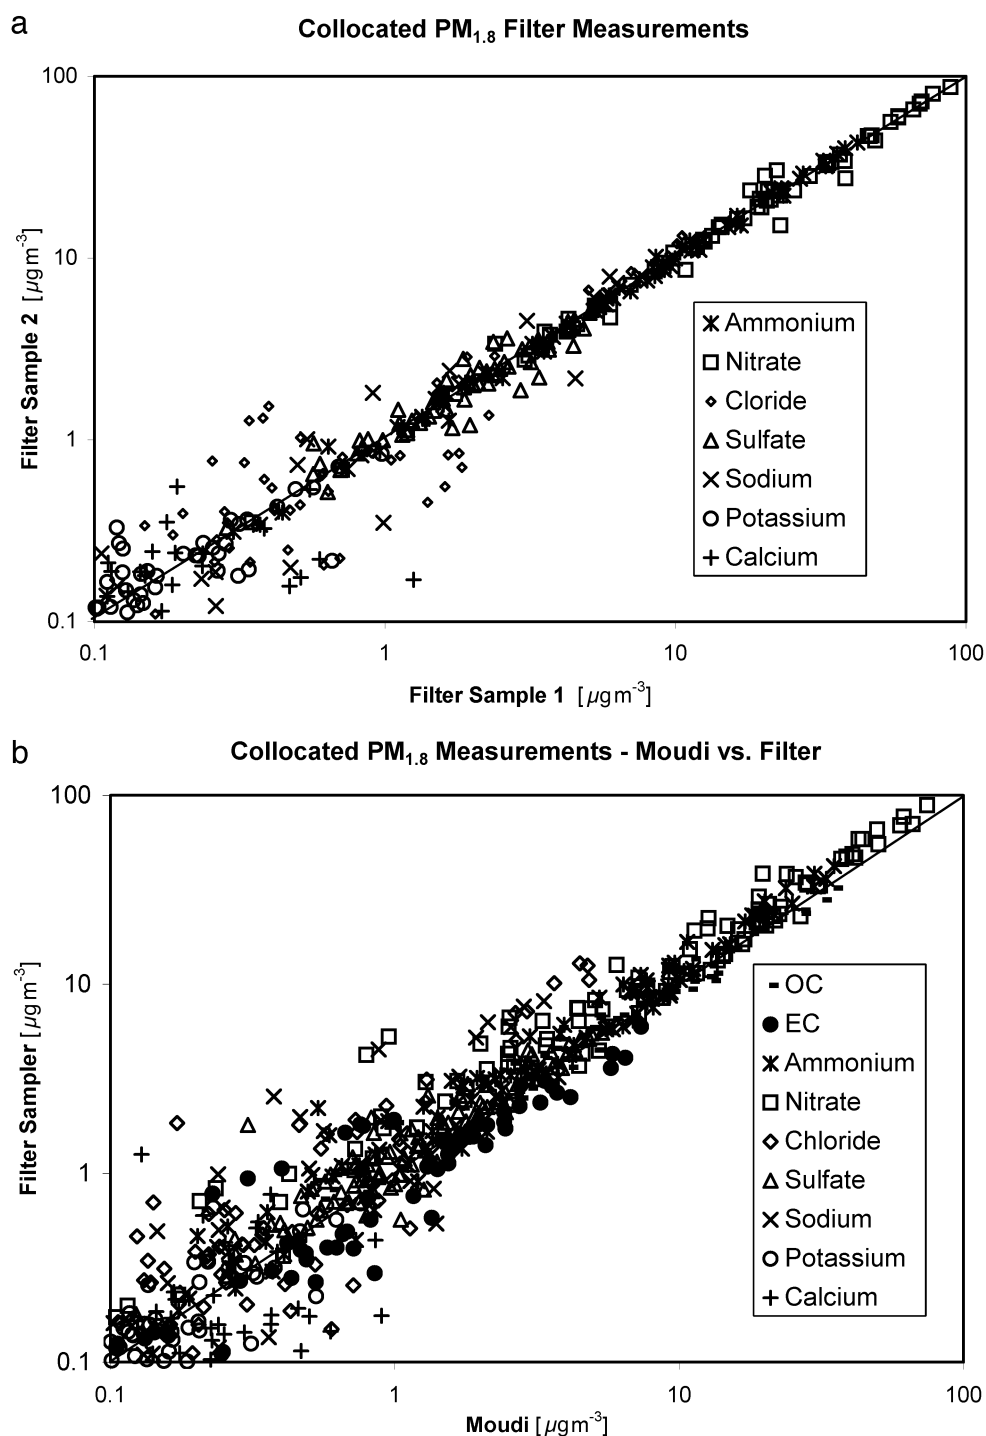 a
Collocated PM1.8 Filter Measurements
100
10
1
0.1
Filter Sample 2 [µgm-3]
Ammonium
Nitrate
Cloride
Sulfate
Sodium
Potassium
Calcium
0.1 1 10 100
Filter Sample 1 [µgm-3]
b
Collocated PM1.8 Measurements - Moudi vs. Filter
100
10
1
0.1
Filter Sampler [µgm-3]
OC
EC
Ammonium
Nitrate
Chloride
Sulfate
Sodium
Potassium
Calcium
0.1 1 10 100
Moudi [µgm-3]